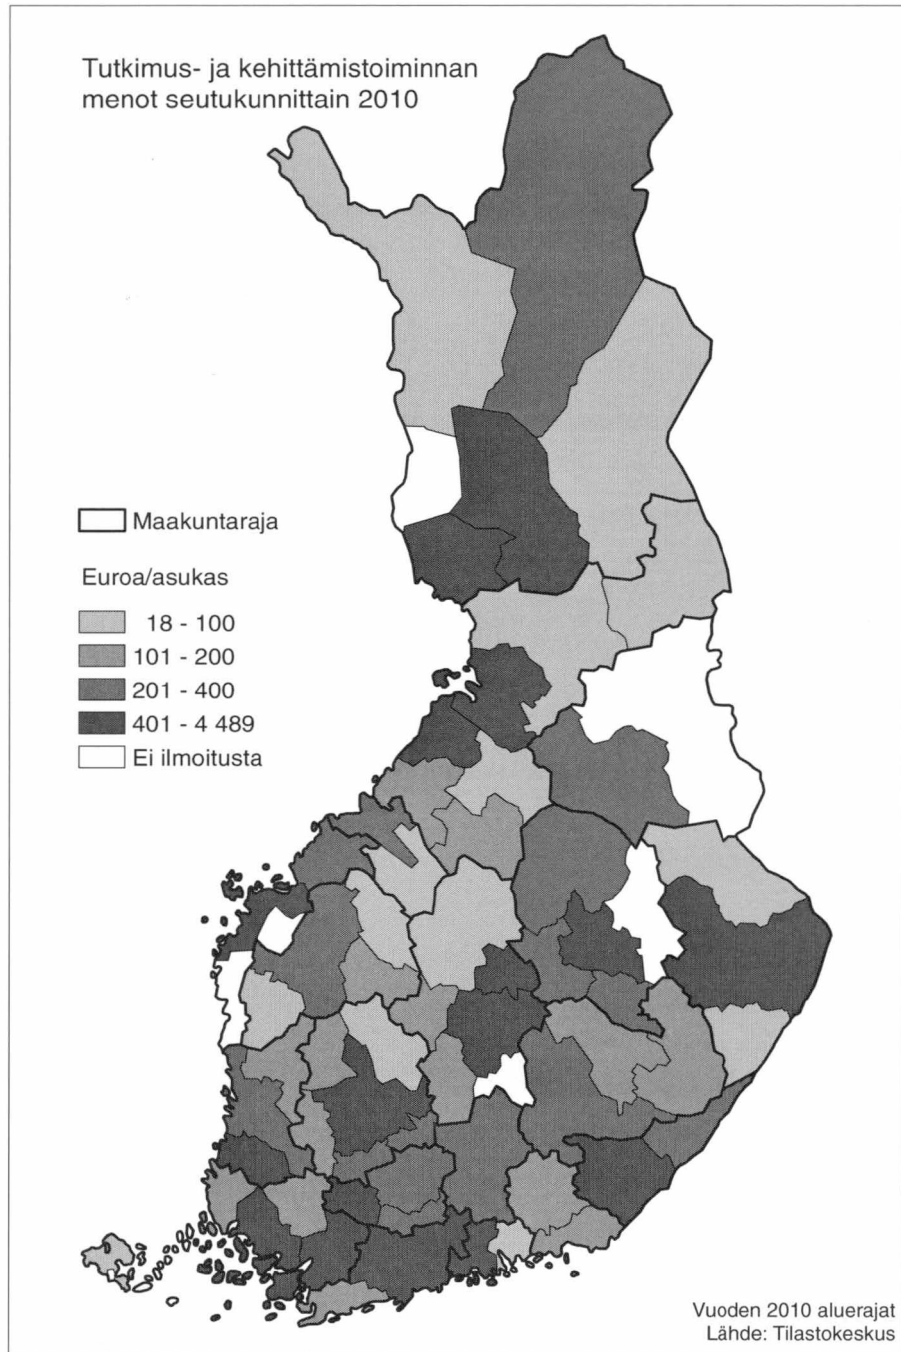 Tutkimus- ja kehittämistoiminnan
menot seutukunnittain 2010
Maakuntaraja
Euroa/asukas
18 - 100
101 - 200
201 - 400
401 - 4 489
Ei ilmoitusta
Vuoden 2010 aluerajat
Lähde: Tilastokeskus